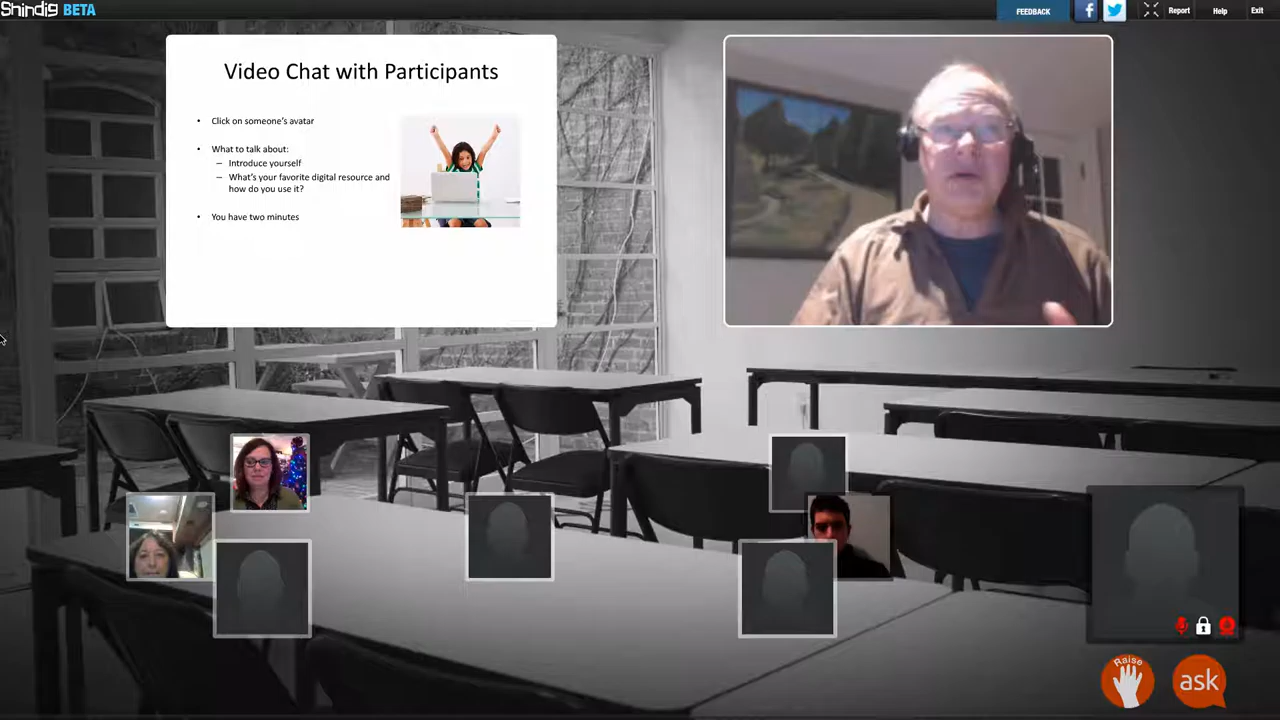 Shindig BETA
FEEDBACK
Report
Help
Exit
Video Chat with Participants
• Click on someone's avatar
• What to talk about:
– Introduce yourself
– What's your favorite digital resource and
how do you use it?
• You have two minutes
Raise
ask